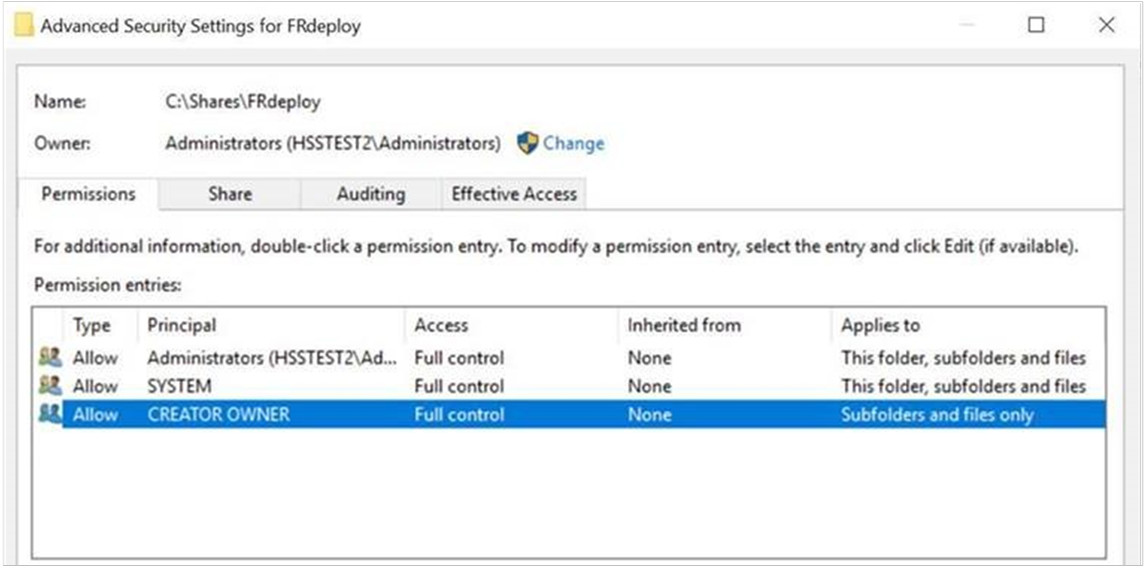 Advanced Security Settings for FRdeploy
Name: C:\Shares\FRdeploy
Owner: Administrators (HSSTEST2\Administrators) Change
Permissions Share Auditing Effective Access
For additional information, double-click a permission entry. To modify a permission entry, select the entry and click Edit (if available).
Permission entries:
Type Principal Access Inherited from Applies to
Allow Administrators (HSSTEST2\Ad... Full control None This folder, subfolders and files
Allow SYSTEM Full control None This folder, subfolders and files
Allow CREATOR OWNER Full control None Subfolders and files only